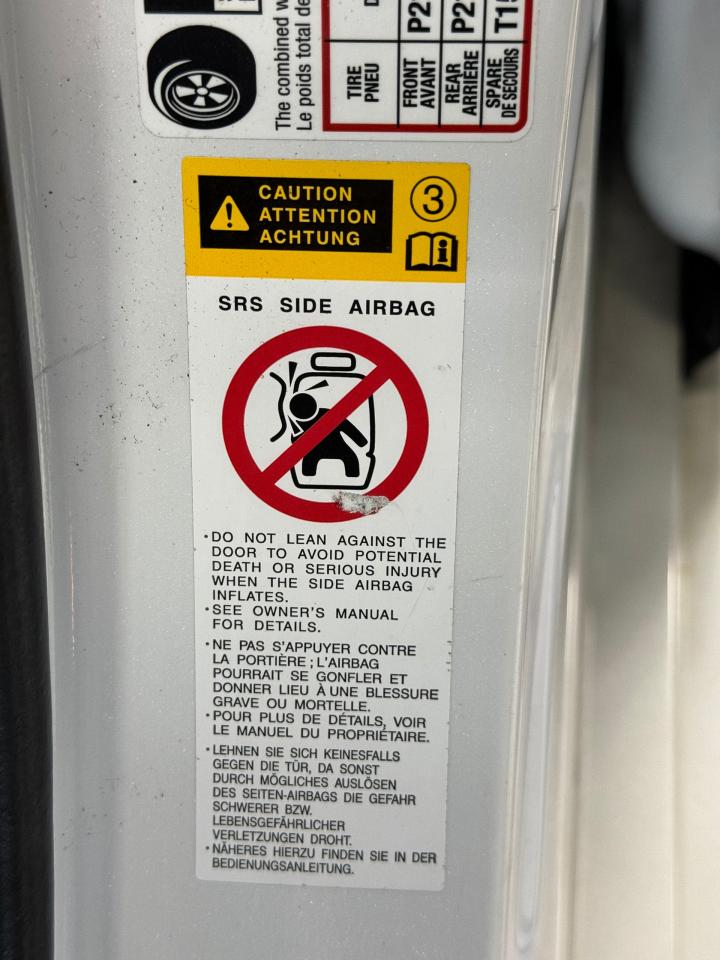 The combined
Le poids total
TIRE
PNEU
FRONT
AVANT
REAR
ARRIÈRE
SPARE
DE SECOURS
CAUTION
ATTENTION
ACHTUNG
3
SRS SIDE AIRBAG
•DO NOT LEAN AGAINST THE
DOOR TO AVOID POTENTIAL
DEATH OR SERIOUS INJURY
WHEN THE SIDE AIRBAG
INFLATES.
•SEE OWNER'S MANUAL
FOR DETAILS.
•NE PAS S'APPUYER CONTRE
LA PORTIÈRE ; L'AIRBAG
POURRAIT SE GONFLER ET
DONNER LIEU À UNE BLESSURE
GRAVE OU MORTELLE.
•POUR PLUS DE DÉTAILS, VOIR
LE MANUEL DU PROPRIÉTAIRE.
•LEHNEN SIE SICH KEINESFALLS
GEGEN DIE TÜR, DA SONST
DURCH MÖGLICHES AUSLÖSEN
DES SEITEN-AIRBAGS DIE GEFAHR
SCHWERER BZW.
LEBENSGEFÄHRLICHER
VERLETZUNGEN DROHT.
•NÄHERES HIERZU FINDEN SIE IN DER
BEDIENUNGSANLEITUNG.